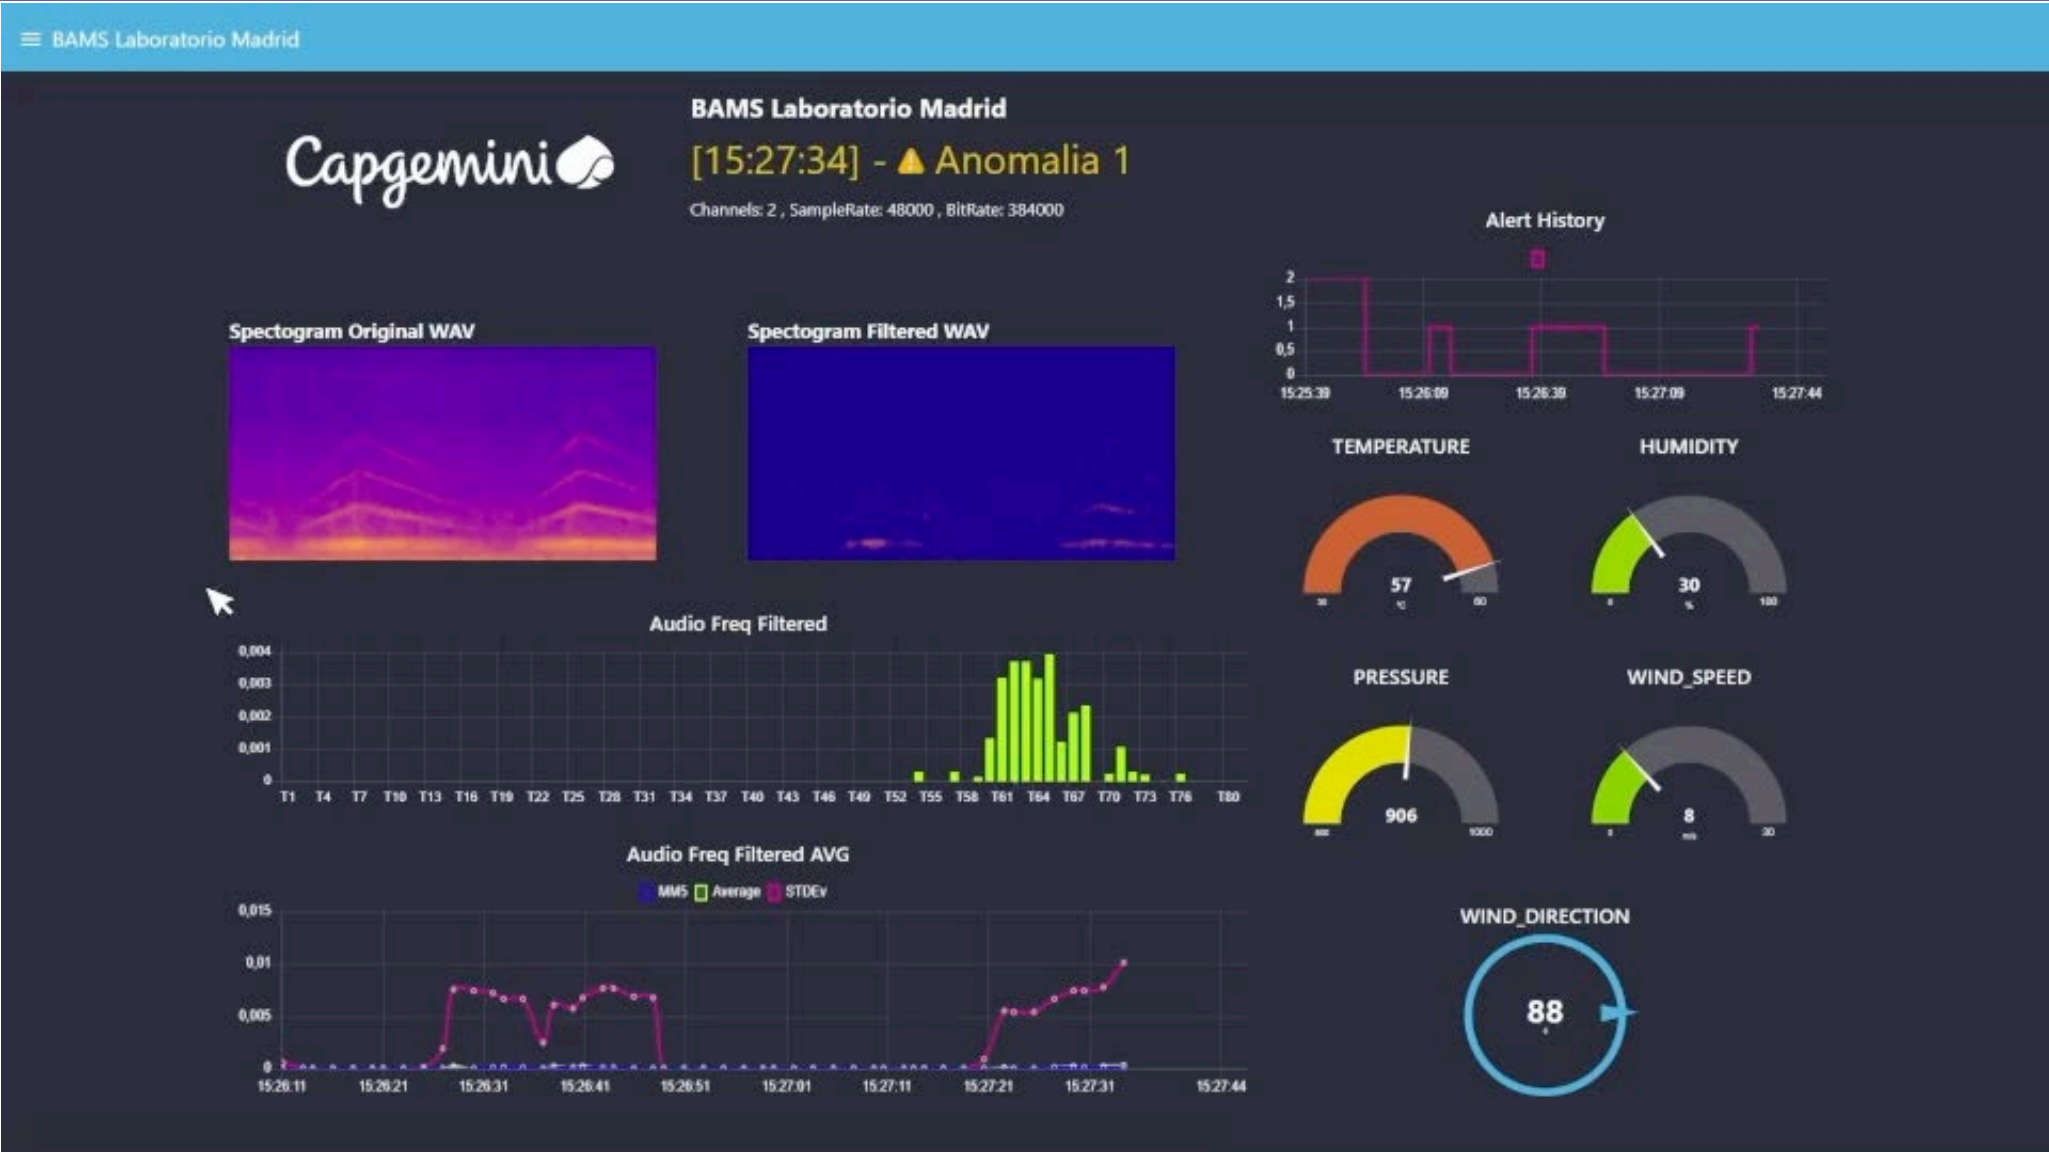 BAMS Laboratorio Madrid
Capgemini
BAMS Laboratorio Madrid
[15:27:34] - Anomalia 1
Channels: 2 , SampleRate: 48000 , BitRate: 384000
Spectogram Original WAV
Spectogram Filtered WAV
Audio Freq Filtered
0,004
0,003
0,002
0,001
0
T1 T4 T7 T10 T13 T16 T19 T22 T25 T28 T31 T34 T37 T40 T43 T46 T49 T52 T55 T58 T61 T64 T67 T70 T73 T76 T80
Audio Freq Filtered AVG
MM5 Average STDEv
0,015
0,01
0,005
0
15:26:11 15:26:21 15:26:31 15:26:41 15:26:51 15:27:01 15:27:11 15:27:21 15:27:31 15:27:44
Alert History
2
1,5
1
0,5
0
15:25:39 15:26:09 15:26:39 15:27:09 15:27:44
TEMPERATURE
57
°C
HUMIDITY
30
%
0 100
PRESSURE
906
1000
WIND_SPEED
8
m/s
0 30
WIND_DIRECTION
88